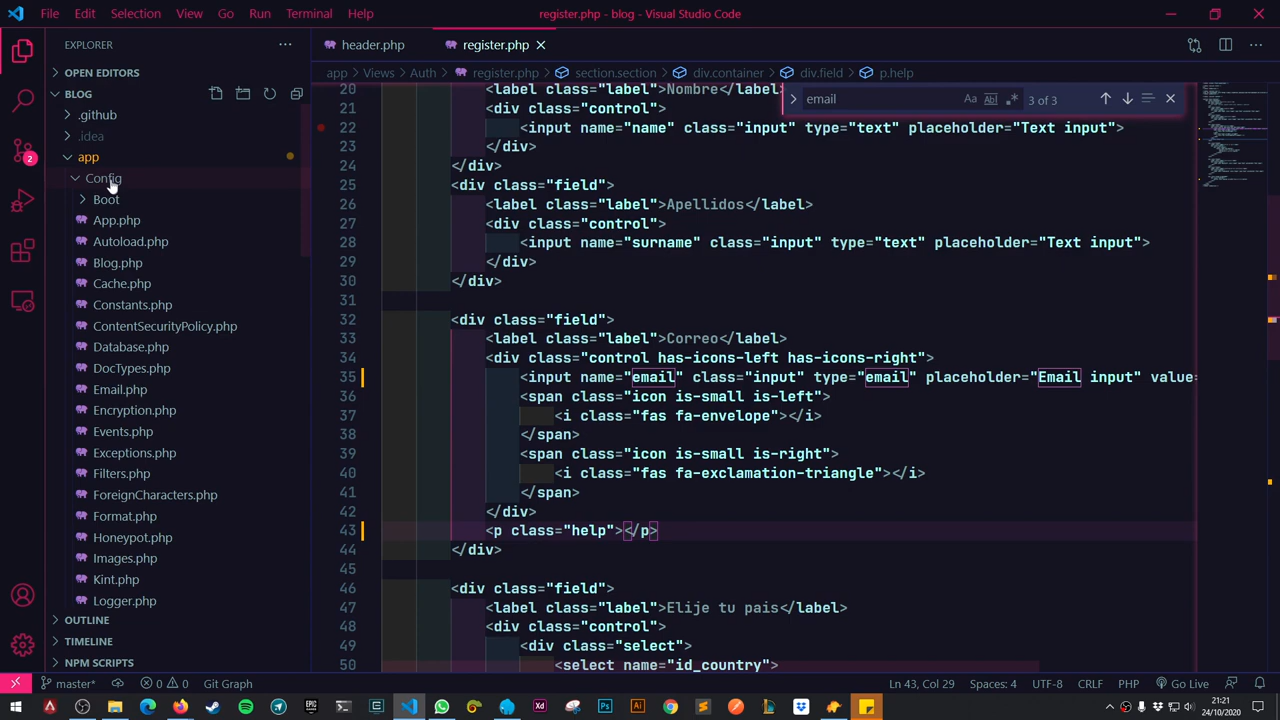 File Edit Selection View Go Run Terminal Help register.php - blog - Visual Studio Code
EXPLORER
header.php register.php
OPEN EDITORS
app > Views > Auth > register.php > section.section > div.container > div.field > p.help
BLOG
.github
.idea
app
Config
Boot
App.php
Autoload.php
Blog.php
Cache.php
Constants.php
ContentSecurityPolicy.php
Database.php
DocTypes.php
Email.php
Encryption.php
Events.php
Exceptions.php
Filters.php
ForeignCharacters.php
Format.php
Honeypot.php
Images.php
Kint.php
Logger.php
OUTLINE
TIMELINE
NPM SCRIPTS
2
email Aa Abl 3 of 3
20 <label class="label">Nombre</label>
21 <div class="control">
22 <input name="name" class="input" type="text" placeholder="Text input">
23 </div>
24 </div>
25 <div class="field">
26 <label class="label">Apellidos</label>
27 <div class="control">
28 <input name="surname" class="input" type="text" placeholder="Text input">
29 </div>
30 </div>
31
32 <div class="field">
33 <label class="label">Correo</label>
34 <div class="control has-icons-left has-icons-right">
35 <input name="email" class="input" type="email" placeholder="Email input" value=
36 <span class="icon is-small is-left">
37 <i class="fas fa-envelope"></i>
38 </span>
39 <span class="icon is-small is-right">
40 <i class="fas fa-exclamation-triangle"></i>
41 </span>
42 </div>
43 <p class="help"></p>
44 </div>
45
46 <div class="field">
47 <label class="label">Elije tu pais</label>
48 <div class="control">
49 <div class="select">
50 <select name="id_country">
master* 0 0 Git Graph Ln 43, Col 29 Spaces: 4 UTF-8 CRLF PHP Go Live
Xd Ps Ai
21:21
24/10/2020